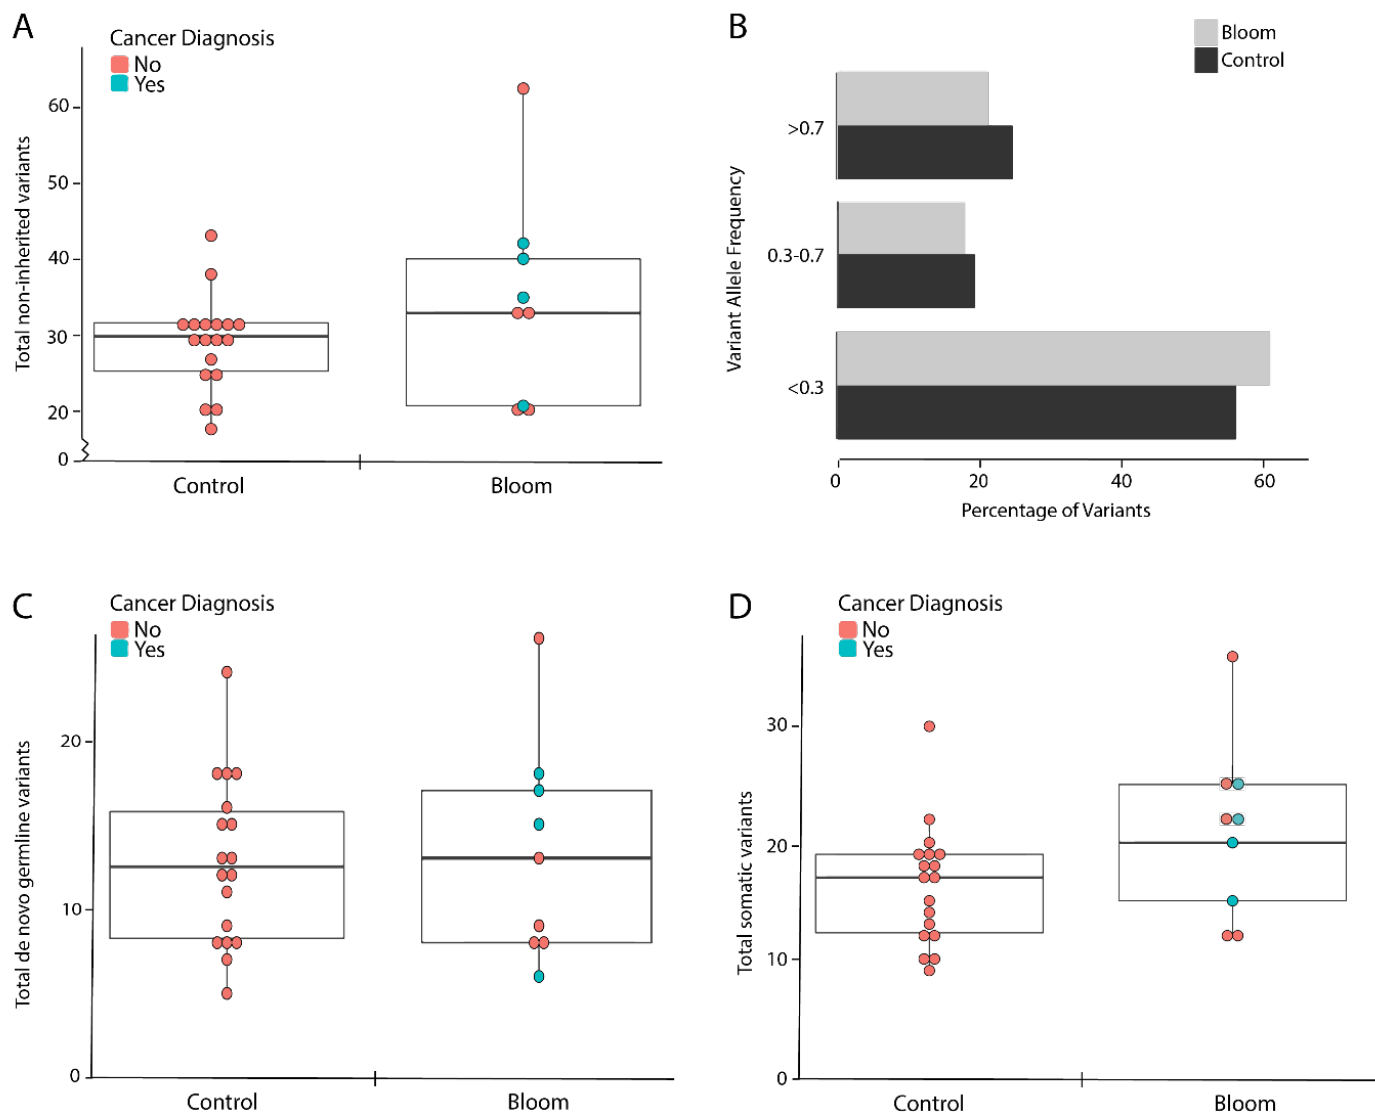 A
Cancer Diagnosis
No
Yes
Total non-inherited variants
60
50
40
30
20
0
Control
Bloom
B
Bloom
Control
Variant Allele Frequency
>0.7
0.3-0.7
<0.3
0
20
40
60
Percentage of Variants
C
Cancer Diagnosis
No
Yes
Total de novo germline variants
20
10
0
Control
Bloom
D
Cancer Diagnosis
No
Yes
Total somatic variants
30
20
10
0
Control
Bloom